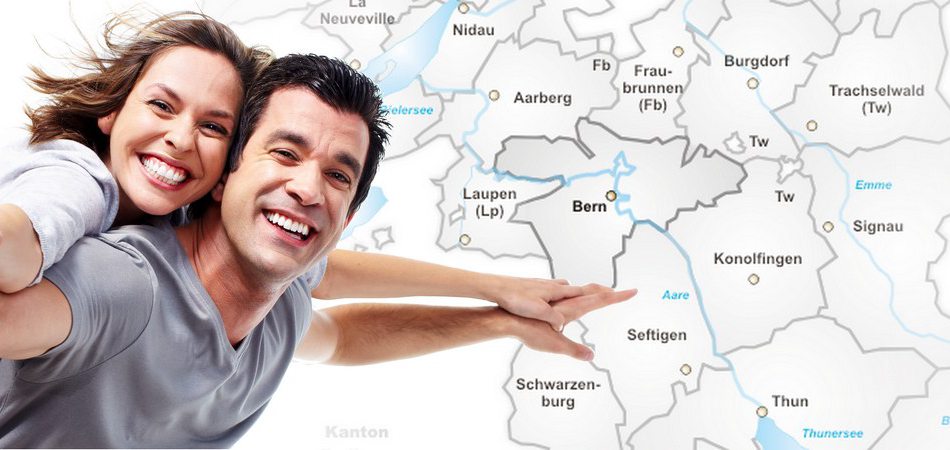 La
Neuveville
Nidau
Fb
Frau-
brunnen
(Fb)
Burgdorf
Trachselwald
(Tw)
Aarberg
Bielersee
Tw
Laupen
(Lp)
Bern
Tw
Emme
Signau
Konolfingen
Aare
Seftigen
Schwarzen-
burg
Thun
Thunersee
Kanton